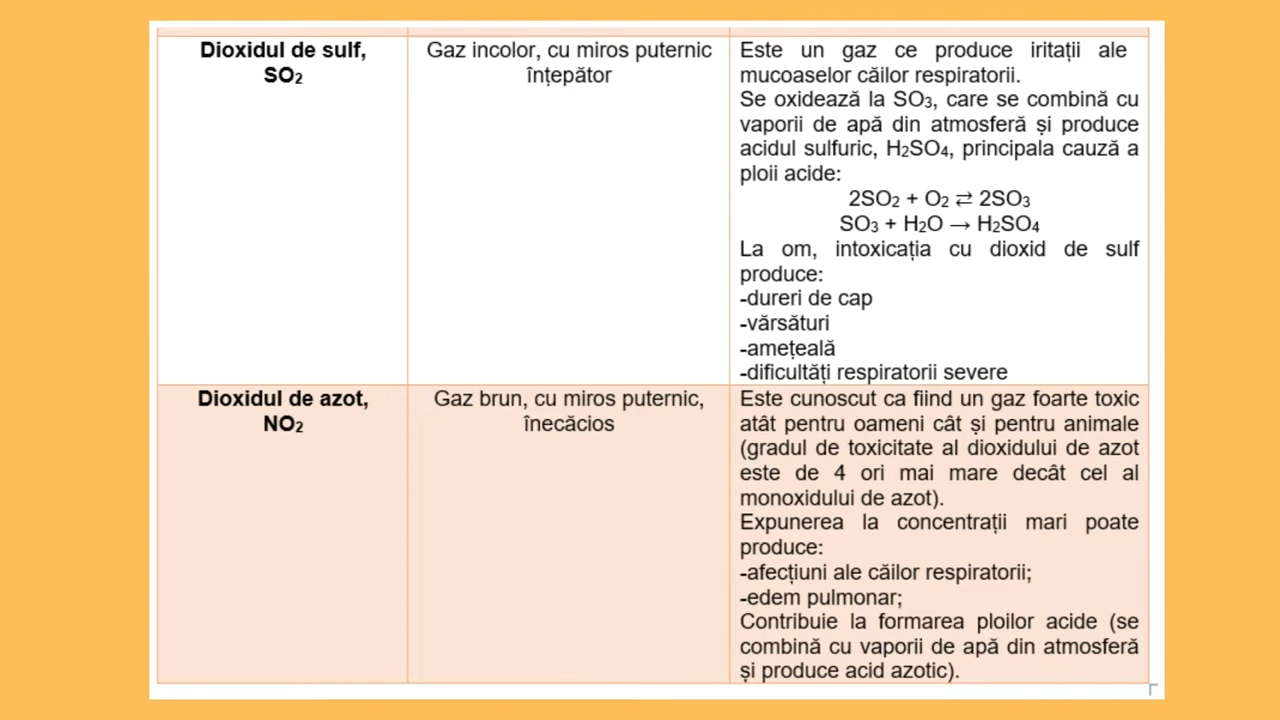 Dioxidul de sulf,
SO2
Gaz incolor, cu miros puternic
înțepător
Este un gaz ce produce iritații ale
mucoaselor căilor respiratorii.
Se oxidează la SO3, care se combină cu
vaporii de apă din atmosferă și produce
acidul sulfuric, H2SO4, principala cauză a
ploii acide:
2SO2 + O2 ⇄ 2SO3
SO3 + H2O → H2SO4
La om, intoxicația cu dioxid de sulf
produce:
-dureri de cap
-vărsături
-amețeală
-dificultăți respiratorii severe
Dioxidul de azot,
NO2
Gaz brun, cu miros puternic,
înecăcios
Este cunoscut ca fiind un gaz foarte toxic
atât pentru oameni cât și pentru animale
(gradul de toxicitate al dioxidului de azot
este de 4 ori mai mare decât cel al
monoxidului de azot).
Expunerea la concentrații mari poate
produce:
-afecțiuni ale căilor respiratorii;
-edem pulmonar;
Contribuie la formarea ploilor acide (se
combină cu vaporii de apă din atmosferă
și produce acid azotic).